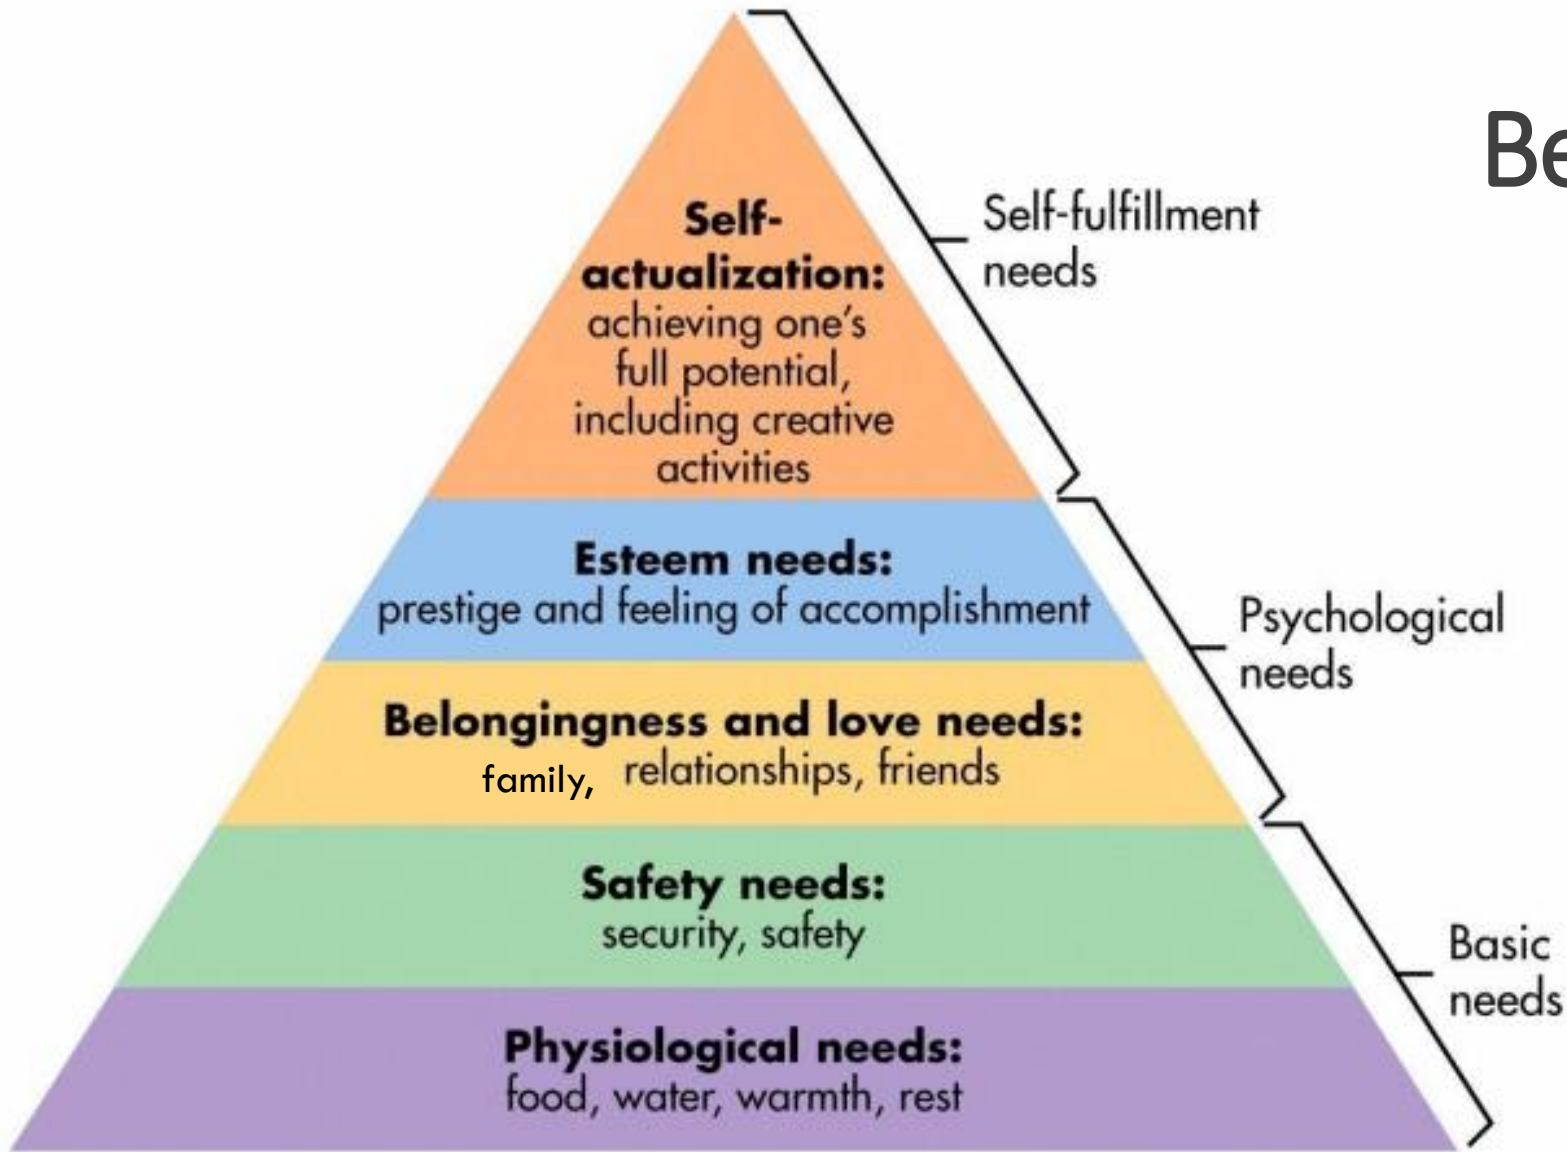 Be
Self-
actualization:
achieving one's
full potential,
including creative
activities
Self-fulfillment
needs
Esteem needs:
prestige and feeling of accomplishment
Psychological
needs
Belongingness and love needs:
family, relationships, friends
Safety needs:
security, safety
Basic
needs
Physiological needs:
food, water, warmth, rest